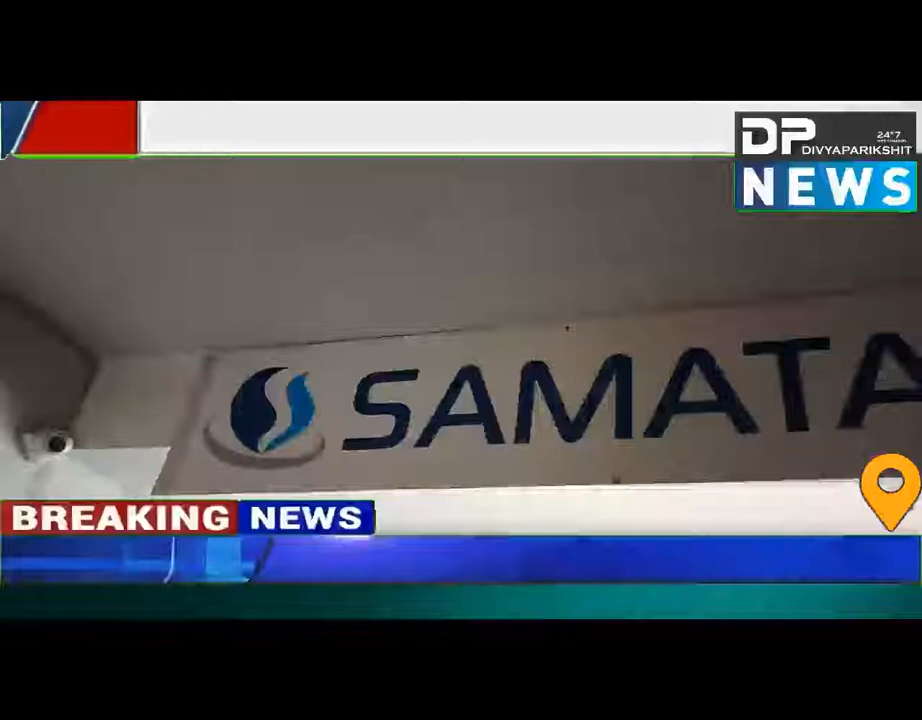 DP
24*7
DIVYAPARIKSHIT
NEWS
SAMATA
BREAKING NEWS